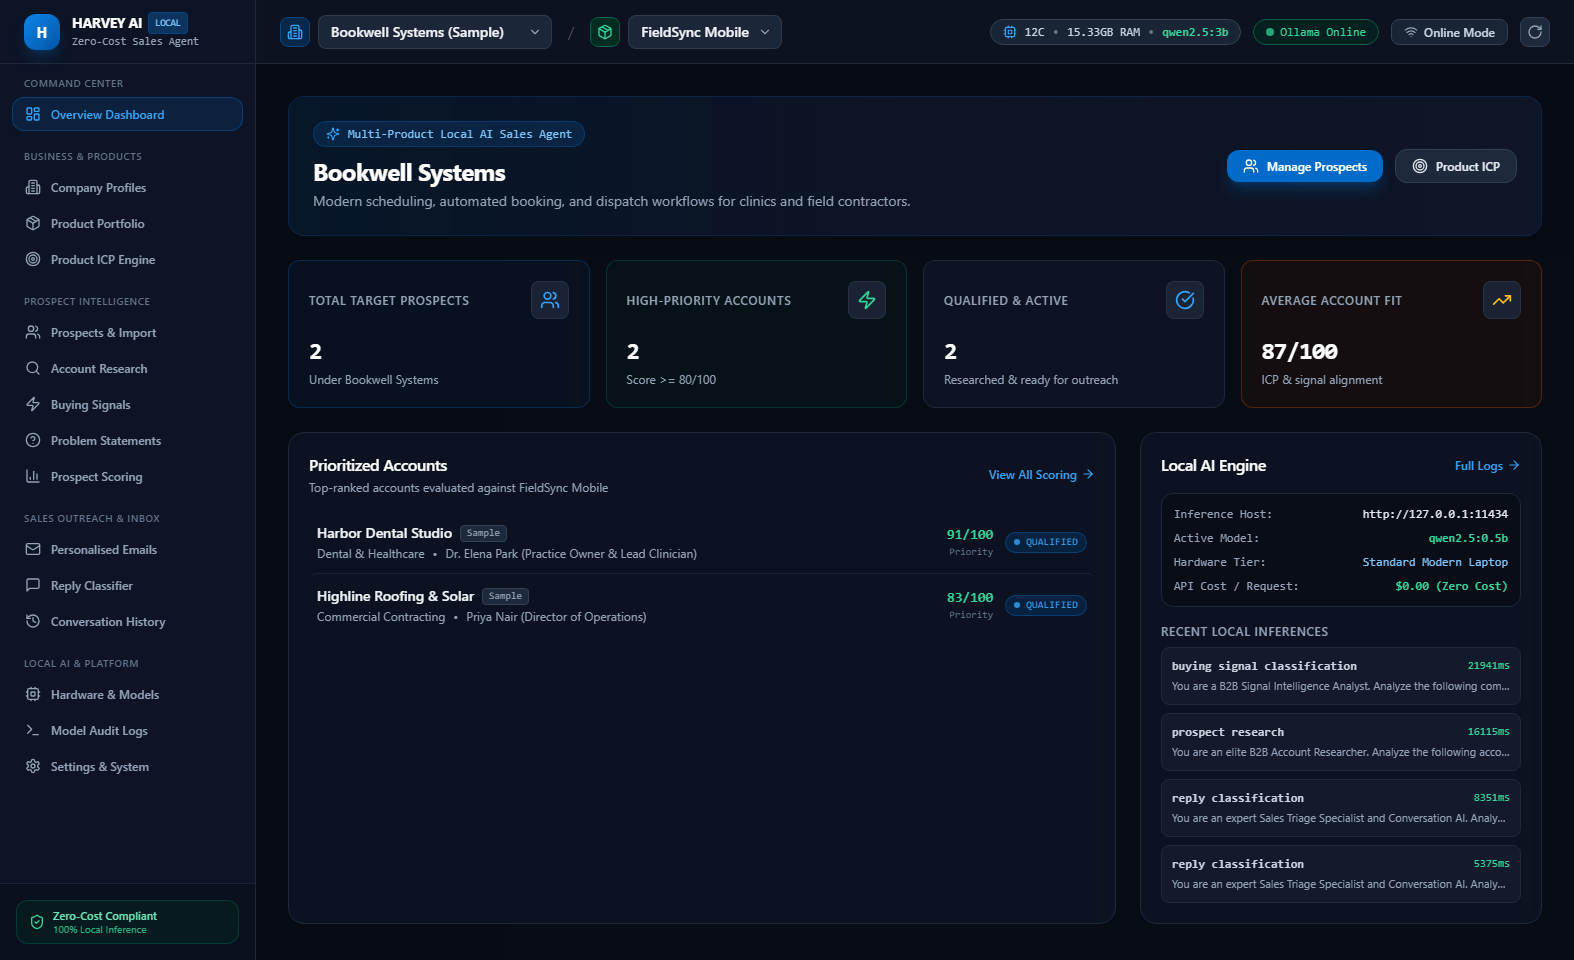 H
HARVEY AI LOCAL
Zero-Cost Sales Agent
Bookwell Systems (Sample)
/
FieldSync Mobile
12C • 15.33GB RAM • qwen2.5:3b
Ollama Online
Online Mode
COMMAND CENTER
Overview Dashboard
BUSINESS & PRODUCTS
Company Profiles
Product Portfolio
Product ICP Engine
PROSPECT INTELLIGENCE
Prospects & Import
Account Research
Buying Signals
Problem Statements
Prospect Scoring
SALES OUTREACH & INBOX
Personalised Emails
Reply Classifier
Conversation History
LOCAL AI & PLATFORM
Hardware & Models
Model Audit Logs
Settings & System
Zero-Cost Compliant
100% Local Inference
Multi-Product Local AI Sales Agent
Bookwell Systems
Modern scheduling, automated booking, and dispatch workflows for clinics and field contractors.
Manage Prospects
Product ICP
TOTAL TARGET PROSPECTS
2
Under Bookwell Systems
HIGH-PRIORITY ACCOUNTS
2
Score >= 80/100
QUALIFIED & ACTIVE
2
Researched & ready for outreach
AVERAGE ACCOUNT FIT
87/100
ICP & signal alignment
Prioritized Accounts
Top-ranked accounts evaluated against FieldSync Mobile
View All Scoring →
Harbor Dental Studio Sample
Dental & Healthcare • Dr. Elena Park (Practice Owner & Lead Clinician)
91/100
Priority
QUALIFIED
Highline Roofing & Solar Sample
Commercial Contracting • Priya Nair (Director of Operations)
83/100
Priority
QUALIFIED
Local AI Engine
Full Logs →
Inference Host: http://127.0.0.1:11434
Active Model: qwen2.5:0.5b
Hardware Tier: Standard Modern Laptop
API Cost / Request: $0.00 (Zero Cost)
RECENT LOCAL INFERENCES
buying signal classification 21941ms
You are a B2B Signal Intelligence Analyst. Analyze the following com...
prospect research 16115ms
You are an elite B2B Account Researcher. Analyze the following acco...
reply classification 8351ms
You are an expert Sales Triage Specialist and Conversation AI. Analy...
reply classification 5375ms
You are an expert Sales Triage Specialist and Conversation AI. Analy...